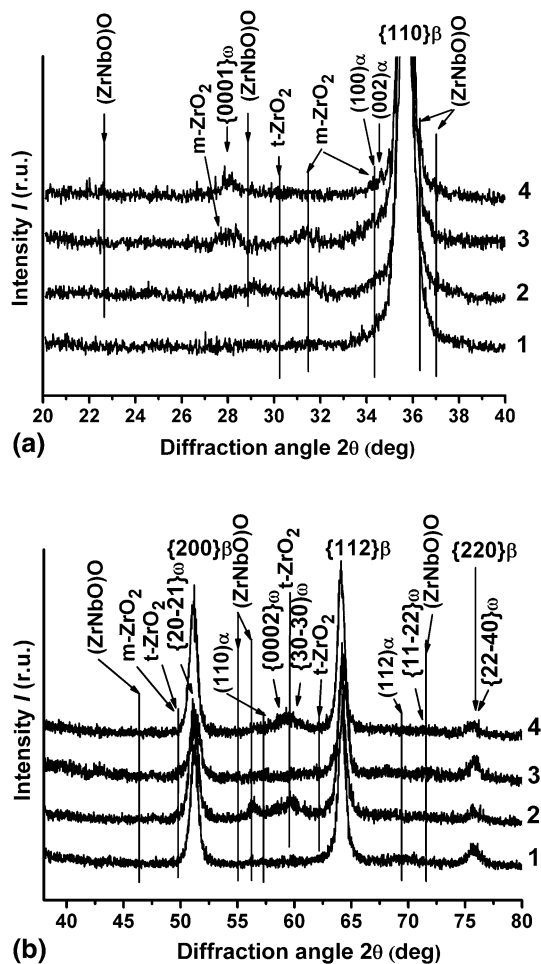 {110}β
(ZrNbO)O
m-ZrO2
{0001}ω
(ZrNbO)O
t-ZrO2
m-ZrO2
(100)α
(002)α
(ZrNbO)O
4
3
2
1
Intensity I (r.u.)
20 22 24 26 28 30 32 34 36 38 40
(a)
Diffraction angle 2θ (deg)
(ZrNbO)O
m-ZrO2
t-ZrO2
{20-21}ω
{200}β
(110)α
(ZrNbO)O
{0002}ω
t-ZrO2
{30-30)ω
t-ZrO2
{112}β
(112)α
{11-22}ω
(ZrNbO)O
{220}β
{22-40}ω
4
3
2
1
Intensity I (r.u.)
40 45 50 55 60 65 70 75 80
(b)
Diffraction angle 2θ (deg)